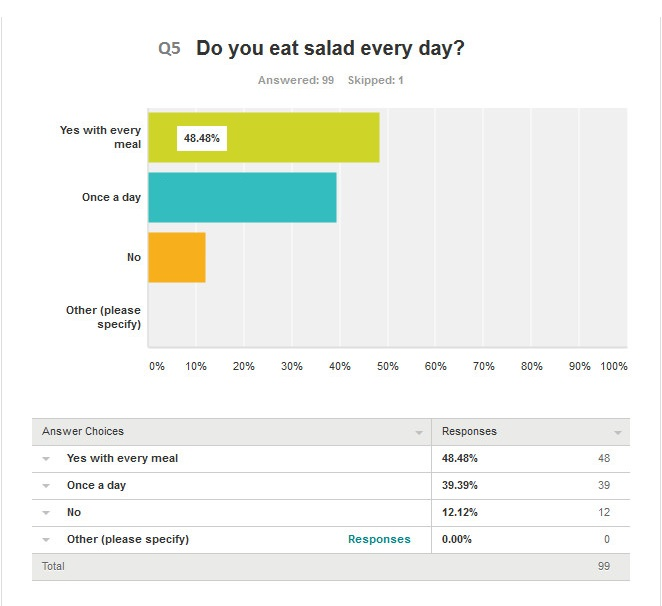 Q5 Do you eat salad every day?
Answered: 99 Skipped: 1
Yes with every
meal
48.48%
Once a day
No
Other (please
specify)
0% 10% 20% 30% 40% 50% 60% 70% 80% 90% 100%
Answer Choices Responses
Yes with every meal 48.48% 48
Once a day 39.39% 39
No 12.12% 12
Other (please specify) Responses 0.00% 0
Total 99